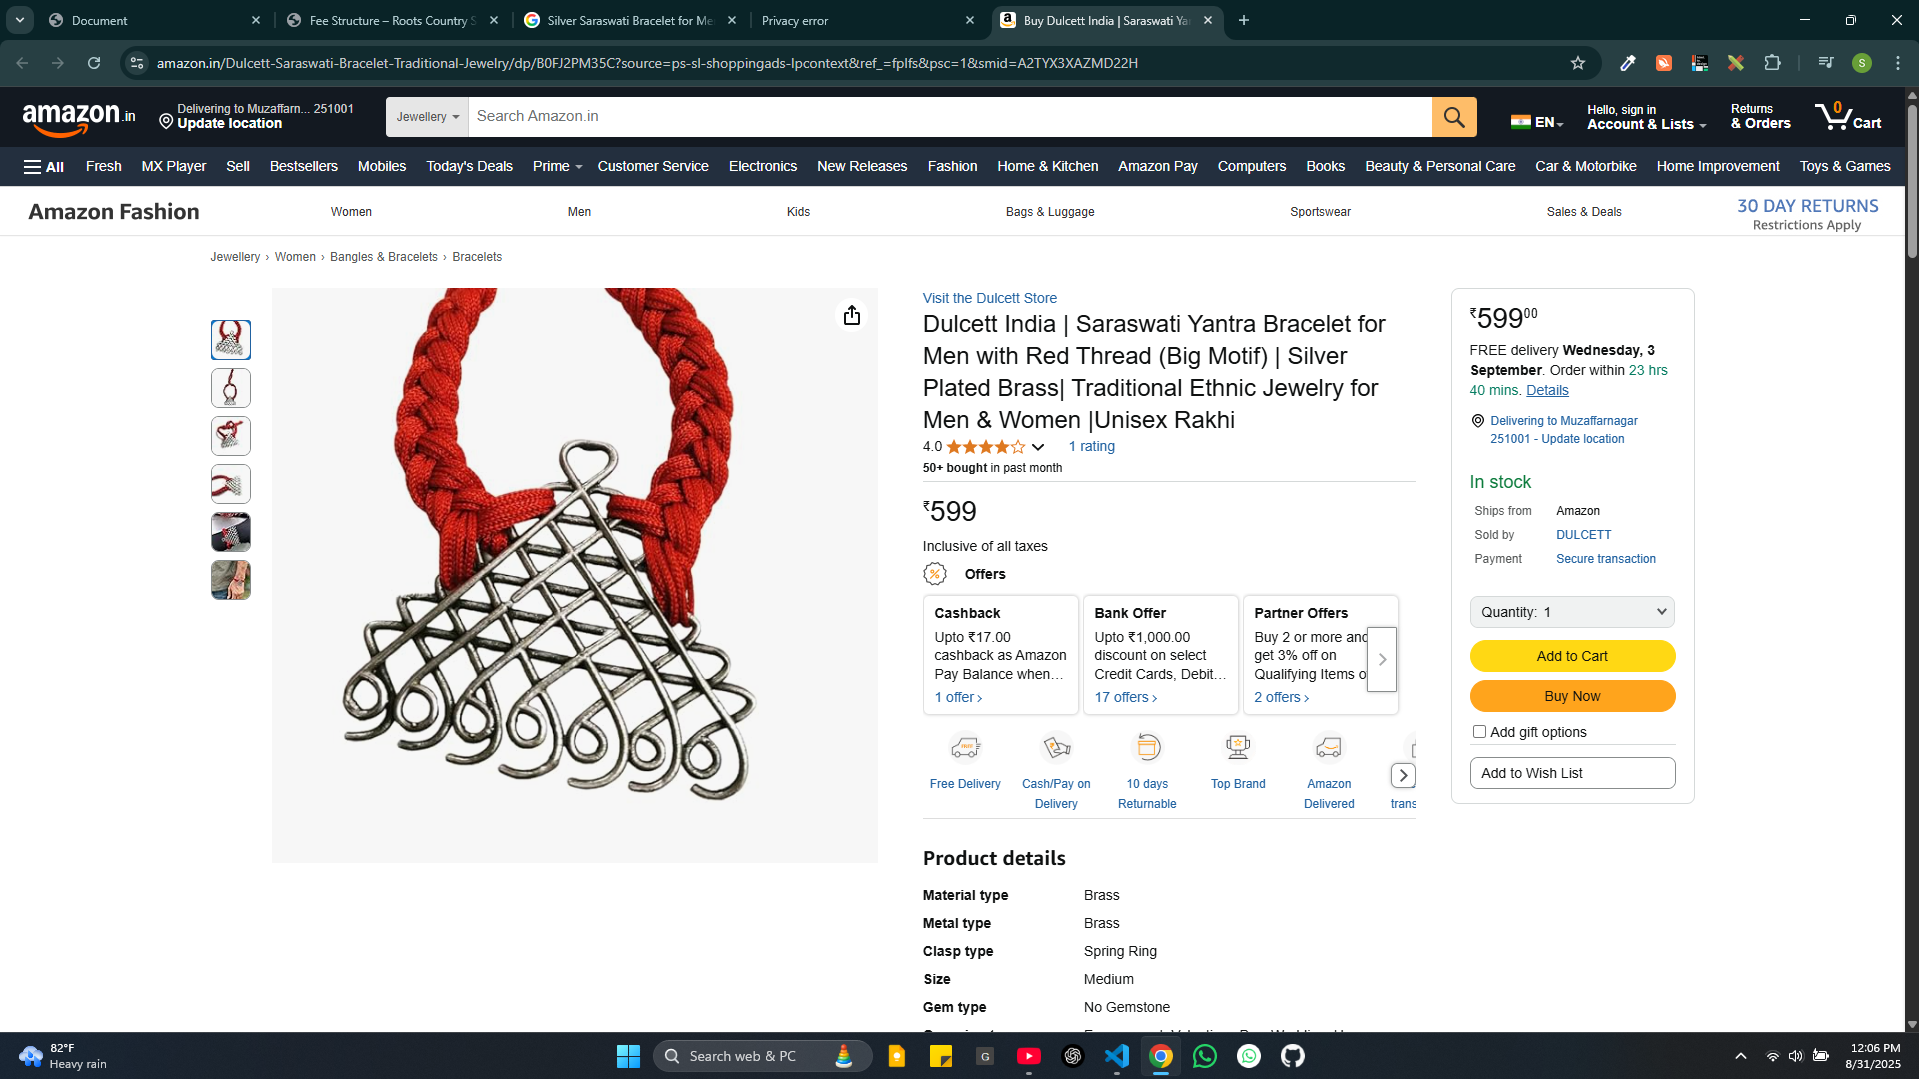 Document
Fee Structure – Roots Country S
Silver Saraswati Bracelet for Me
Privacy error
Buy Dulcett India | Saraswati Ya
amazon.in/Dulcett-Saraswati-Bracelet-Traditional-Jewelry/dp/B0FJ2PM35C?source=ps-sl-shoppingads-lpcontext&ref_=fplfs&psc=1&smid=A2TYX3XAZMD22H
S
amazon.in
Delivering to Muzaffarn... 251001
Update location
Jewellery
Search Amazon.in
EN
Hello, sign in
Account & Lists
Returns
& Orders
0
Cart
All
Fresh
MX Player
Sell
Bestsellers
Mobiles
Today's Deals
Prime
Customer Service
Electronics
New Releases
Fashion
Home & Kitchen
Amazon Pay
Computers
Books
Beauty & Personal Care
Car & Motorbike
Home Improvement
Toys & Games
Amazon Fashion
Women
Men
Kids
Bags & Luggage
Sportswear
Sales & Deals
30 DAY RETURNS
Restrictions Apply
Jewellery › Women › Bangles & Bracelets › Bracelets
Visit the Dulcett Store
Dulcett India | Saraswati Yantra Bracelet for
Men with Red Thread (Big Motif) | Silver
Plated Brass| Traditional Ethnic Jewelry for
Men & Women |Unisex Rakhi
4.0
1 rating
50+ bought in past month
₹599
Inclusive of all taxes
%
Offers
Cashback
Upto ₹17.00
cashback as Amazon
Pay Balance when…
1 offer ›
Bank Offer
Upto ₹1,000.00
discount on select
Credit Cards, Debit…
17 offers ›
Partner Offers
Buy 2 or more and
get 3% off on
Qualifying Items o
2 offers ›
Free Delivery
Cash/Pay on
Delivery
10 days
Returnable
Top Brand
Amazon
Delivered
trans
Product details
Material type Brass
Metal type Brass
Clasp type Spring Ring
Size Medium
Gem type No Gemstone
₹599.00
FREE delivery Wednesday, 3
September. Order within 23 hrs
40 mins. Details
Delivering to Muzaffarnagar
251001 - Update location
In stock
Ships from Amazon
Sold by DULCETT
Payment Secure transaction
Quantity: 1
Add to Cart
Buy Now
Add gift options
Add to Wish List
82°F
Heavy rain
Search web & PC
G
12:06 PM
8/31/2025